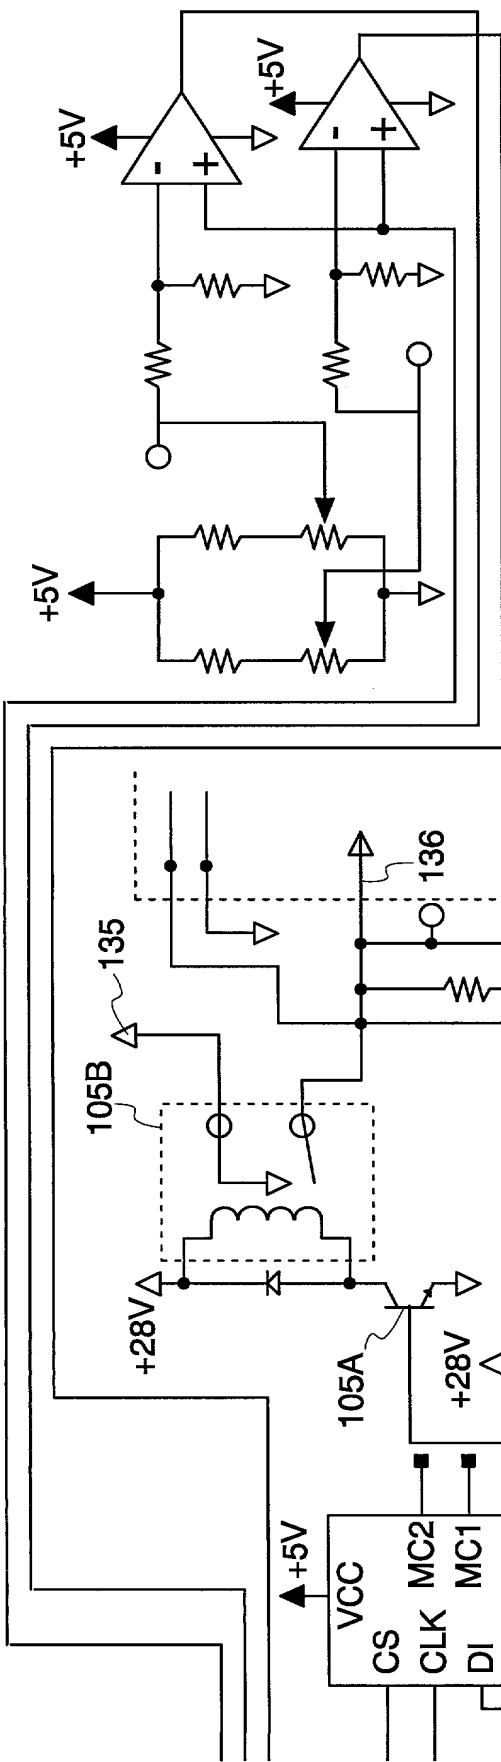 +5V
+5V
-
+
-
+
+5V
136
135
105B
+28V
105A
+28V
+5V
VCC
CS
MC2
CLK
MC1
DI